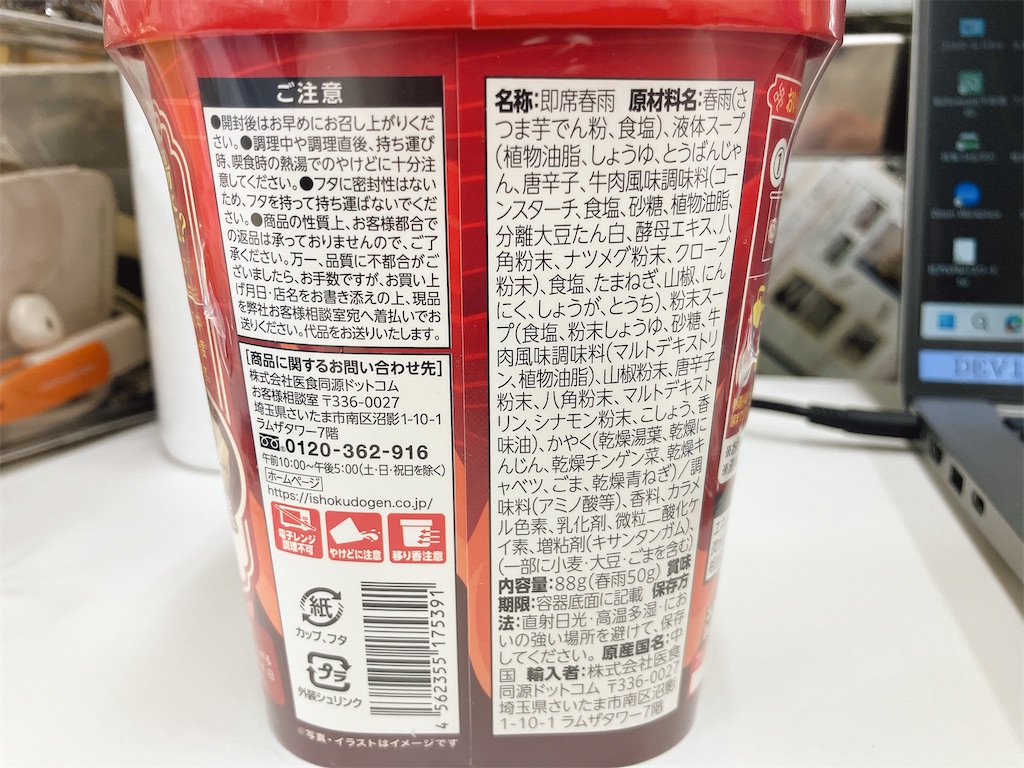 ご注意
●開封後はお早めにお召し上がりくだ
さい。●調理中や調理直後、持ち運び
時、喫食時の熱湯でのやけどに十分注
意してください。●フタに密封性はない
ため、フタを持って持ち運ばないでくだ
さい。●商品の性質上、お客様都合で
の返品は承っておりませんので、ご了
承ください。万一、品質に不都合がご
ざいましたら、お手数ですが、お買い上
げ月日・店名をお書き添えの上、現品
を弊社お客様相談室宛へ着払いでお
送りください。代品をお送りいたします。
[商品に関するお問い合わせ先]
株式会社医食同源ドットコム
お客様相談室 〒336-0027
埼玉県さいたま市南区沼影1-10-1
ラムザタワー7階
0120-362-916
午前10:00～午後5:00(土・日・祝日を除く)
ホームページ
https://ishokudogen.co.jp/
電子レンジ
調理不可
やけどに注意
移り香注意
紙
カップ、フタ
プラ
外装シュリンク
4 562355 175391
※写真・イラストはイメージです
名称:即席春雨 原材料名:春雨(さ
つま芋でん粉、食塩)、液体スープ
(植物油脂、しょうゆ、とうばんじゃ
ん、唐辛子、牛肉風味調味料(コー
ンスターチ、食塩、砂糖、植物油脂、
分離大豆たん白、酵母エキス、八
角粉末、ナツメグ粉末、クローブ
粉末)、食塩、たまねぎ、山椒、にん
にく、しょうが、とうち)、粉末スー
プ(食塩、粉末しょうゆ、砂糖、牛
肉風味調味料(マルトデキストリ
ン、植物油脂)、山椒粉末、唐辛子
粉末、八角粉末、マルトデキスト
リン、シナモン粉末、こしょう、香
味油)、かやく(乾燥湯葉、乾燥に
んじん、乾燥チンゲン菜、乾燥キ
ャベツ、ごま、乾燥青ねぎ)/調
味料(アミノ酸等)、香料、カラメ
ル色素、乳化剤、微粒二酸化ケ
イ素、増粘剤(キサンタンガム)、
(一部に小麦・大豆・ごまを含む)
内容量:88g(春雨50g) 賞味
期限:容器底面に記載 保存方
法:直射日光・高温多湿・にお
いの強い場所を避けて、保存
してください。 原産国名:中
国 輸入者:株式会社医食
同源ドットコム 〒336-0027
埼玉県さいたま市南区沼影
1-10-1 ラムザタワー7階
DEV1